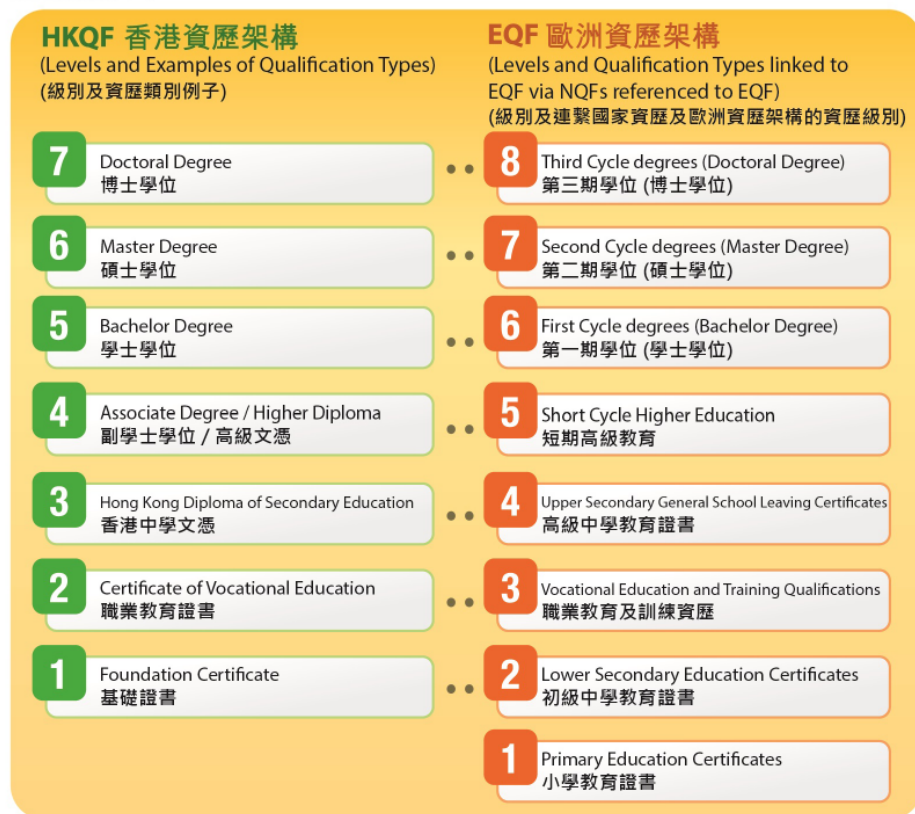 HKQF 香港資歷架構
(Levels and Examples of Qualification Types)
(級別及資歷類別例子)
EQF 歐洲資歷架構
(Levels and Qualification Types linked to
EQF via NQFs referenced to EQF)
(級別及連繫國家資歷及歐洲資歷架構的資歷級別)
7
Doctoral Degree
博士學位
8
Third Cycle degrees (Doctoral Degree)
第三期學位 (博士學位)
6
Master Degree
碩士學位
7
Second Cycle degrees (Master Degree)
第二期學位 (碩士學位)
5
Bachelor Degree
學士學位
6
First Cycle degrees (Bachelor Degree)
第一期學位 (學士學位)
4
Associate Degree / Higher Diploma
副學士學位 / 高級文憑
5
Short Cycle Higher Education
短期高級教育
3
Hong Kong Diploma of Secondary Education
香港中學文憑
4
Upper Secondary General School Leaving Certificates
高級中學教育證書
2
Certificate of Vocational Education
職業教育證書
3
Vocational Education and Training Qualifications
職業教育及訓練資歷
1
Foundation Certificate
基礎證書
2
Lower Secondary Education Certificates
初級中學教育證書
1
Primary Education Certificates
小學教育證書